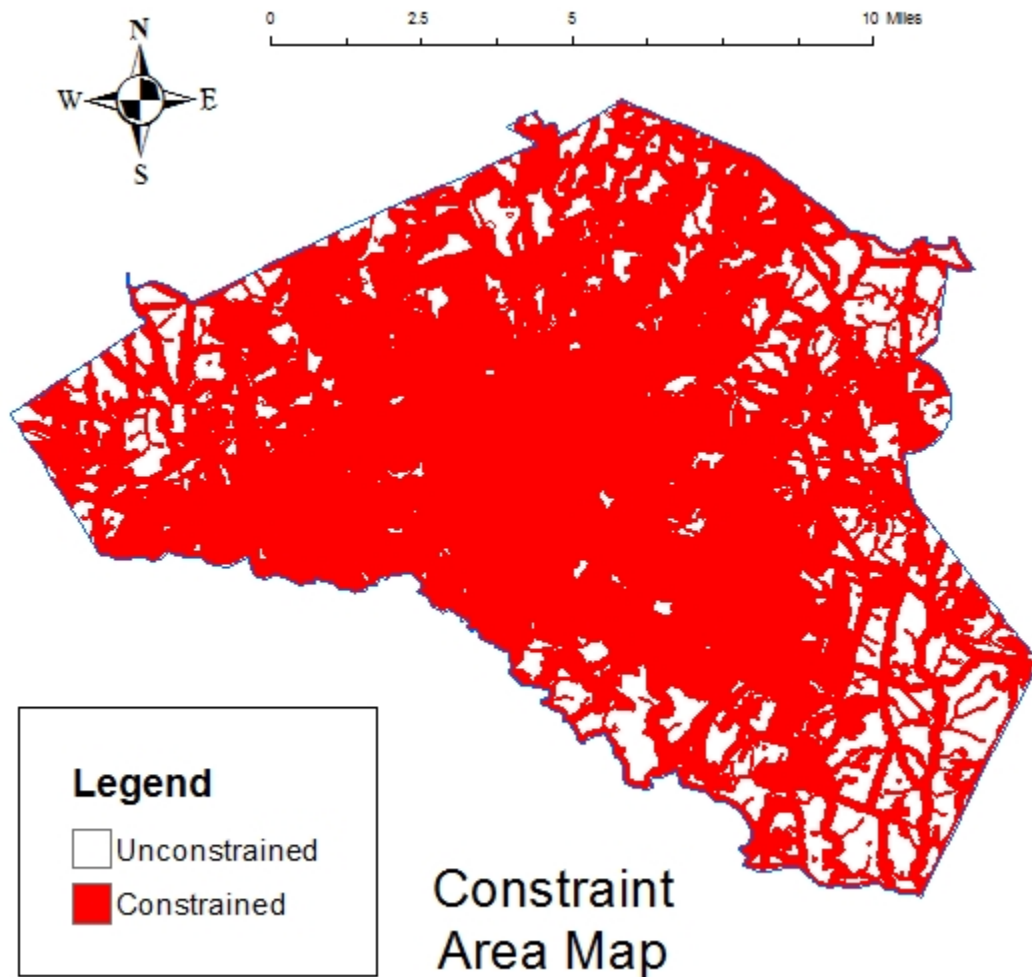 0 2.5 5 10 Miles
N
W E
S
Legend
Unconstrained
Constrained
Constraint
Area Map